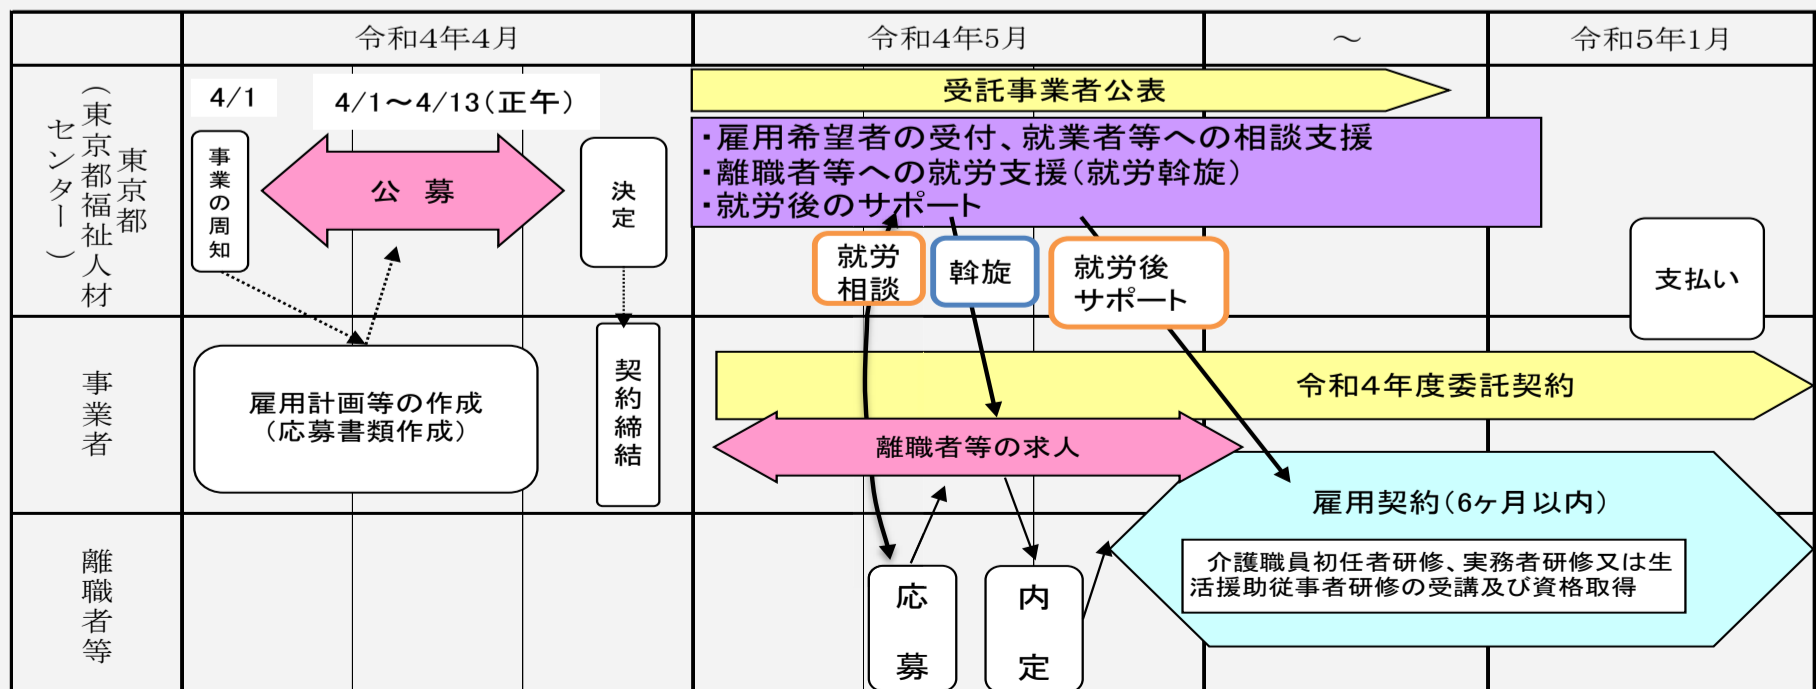 令和4年4月
令和4年5月
～
令和5年1月
東京都
（東京都福祉人材
センター）
4/1
4/1～4/13（正午）
事業の周知
公　募
決定
受託事業者公表
・雇用希望者の受付、就業者等への相談支援
・離職者等への就労支援（就労斡旋）
・就労後のサポート
就労
相談
斡旋
就労後
サポート
支払い
事業者
雇用計画等の作成
（応募書類作成）
契約締結
令和4年度委託契約
離職者等の求人
雇用契約（6ヶ月以内）
介護職員初任者研修、実務者研修又は生
活援助従事者研修の受講及び資格取得
離職者等
応募
内定